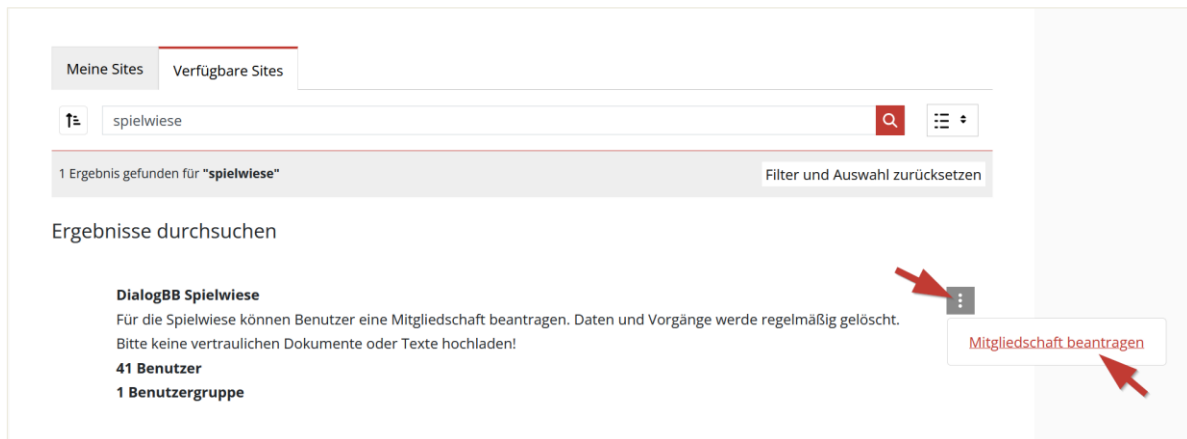 Meine Sites
Verfügbare Sites
spielwiese
1 Ergebnis gefunden für "spielwiese"
Filter und Auswahl zurücksetzen
Ergebnisse durchsuchen
DialogBB Spielwiese
Für die Spielwiese können Benutzer eine Mitgliedschaft beantragen. Daten und Vorgänge werde regelmäßig gelöscht.
Bitte keine vertraulichen Dokumente oder Texte hochladen!
Mitgliedschaft beantragen
41 Benutzer
1 Benutzergruppe